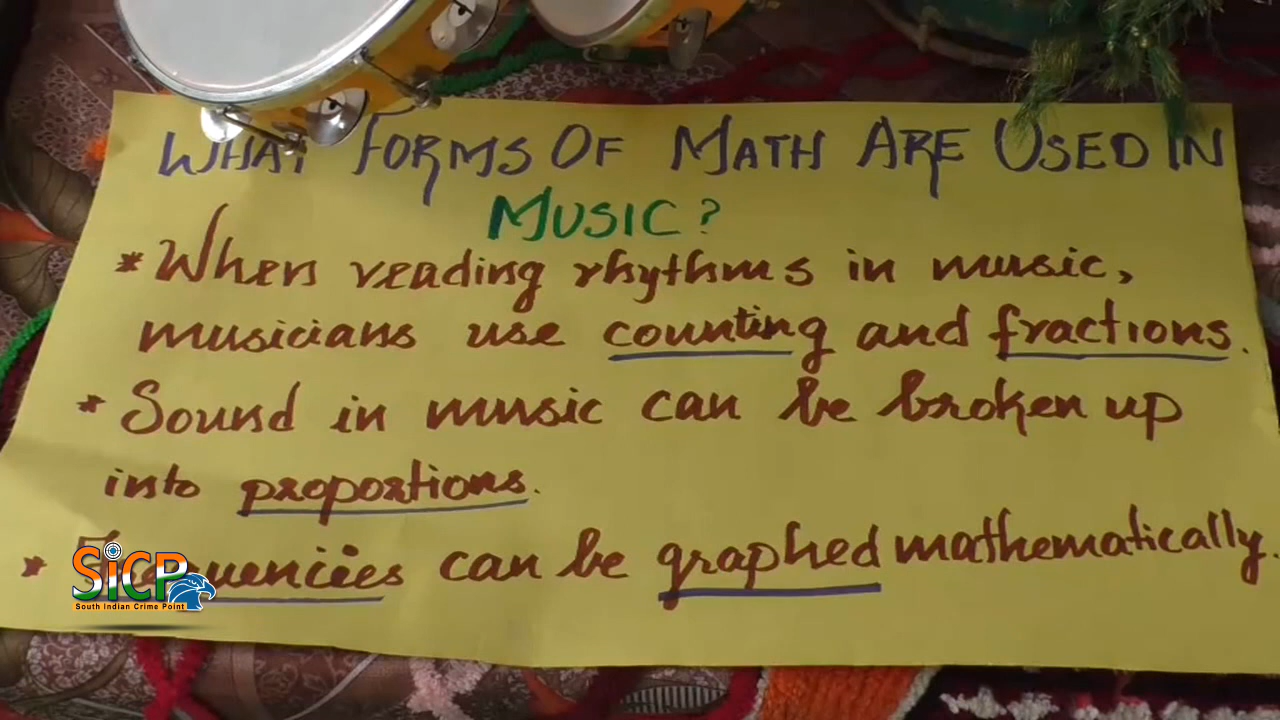 WHAT FORMS OF MATH ARE USED IN
MUSIC?
* When reading rhythms in music,
musicians use counting and fractions.
* Sound in music can be broken up
into proportions.
* can be graphed mathematically.
SiCP
South Indian Crime Point